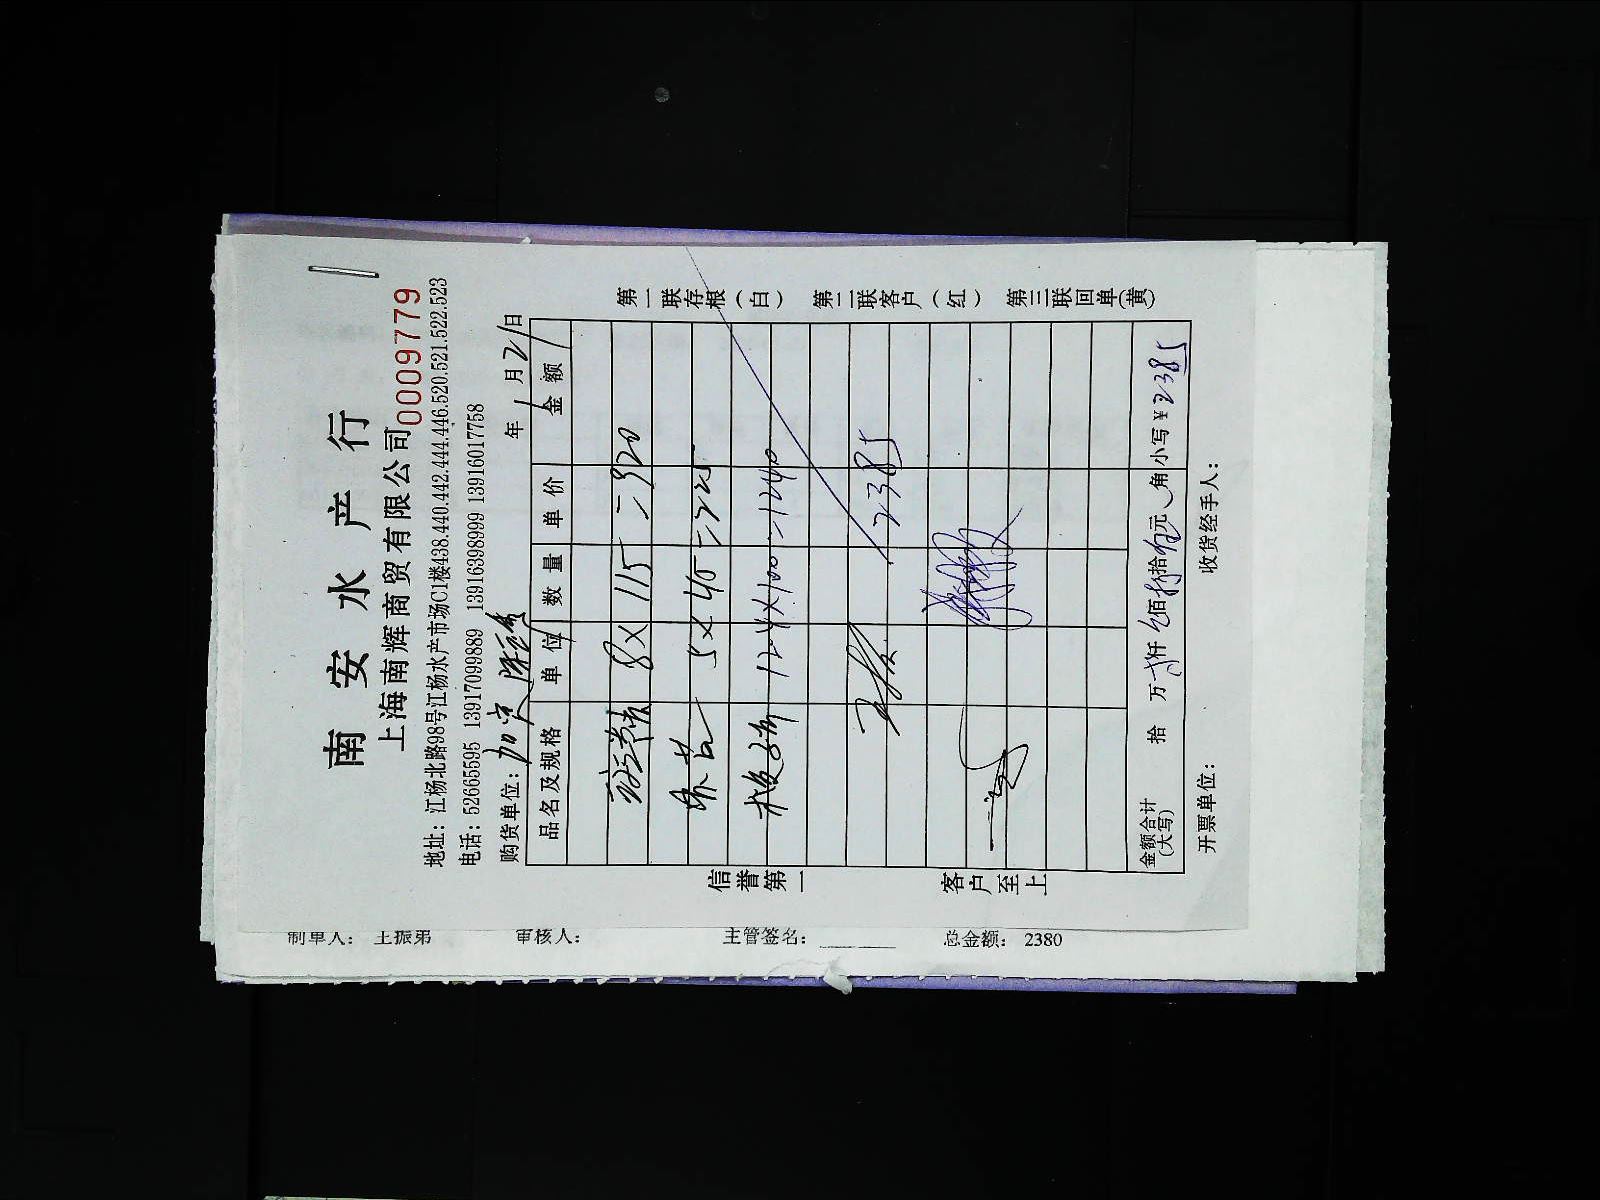 南安水产行
上海南辉商贸有限公司 0009779
地址：江杨北路98号江杨水产市场C1楼438.440.442.444.446.520.521.522.523
电话：52665595 13917099889 13916398999 13916017758
购货单位： 年 1 月 21 日
品名及规格 单位 数量 单价 金额
8×115=920
5×45=225
12.4×100=1240
2385
金额合计(大写) 拾 万 仟 佰 拾 元 角 小写¥2385
开票单位： 收货经手人：
信誉第一 客户至上
第一联存根（白） 第二联客户（红） 第三联回单（黄）
制单人： 王振弟 审核人： 主管签名： 总金额： 2380